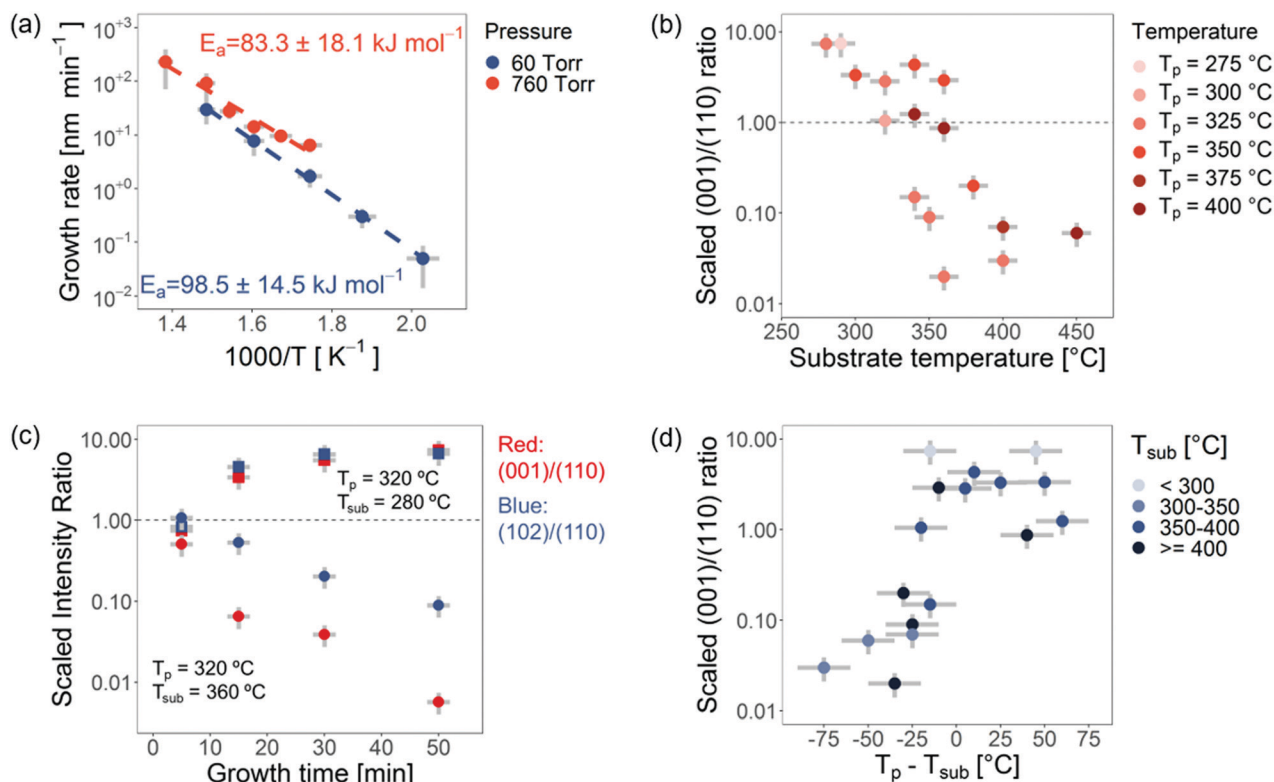 (a)
Growth rate [nm min⁻¹]
10⁺³
10⁺²
10⁺¹
10⁺⁰
10⁻¹
10⁻²
Eₐ=83.3 ± 18.1 kJ mol⁻¹
Eₐ=98.5 ± 14.5 kJ mol⁻¹
1.4 1.6 1.8 2.0
1000/T [ K⁻¹]
Pressure
60 Torr
760 Torr
(b)
Scaled (001)/(110) ratio
10.00
1.00
0.10
0.01
250 300 350 400 450
Substrate temperature [°C]
Temperature
Tₚ = 275 °C
Tₚ = 300 °C
Tₚ = 325 °C
Tₚ = 350 °C
Tₚ = 375 °C
Tₚ = 400 °C
(c)
Scaled Intensity Ratio
10.00
1.00
0.10
0.01
Tₚ = 320 ºC
Tsub = 280 ºC
Tₚ = 320 ºC
Tsub = 360 ºC
0 10 20 30 40 50
Growth time [min]
Red:
(001)/(110)
Blue:
(102)/(110)
(d)
Scaled (001)/(110) ratio
10.00
1.00
0.10
0.01
-75 -50 -25 0 25 50 75
Tₚ - Tsub [°C]
Tsub [°C]
< 300
300-350
350-400
>= 400